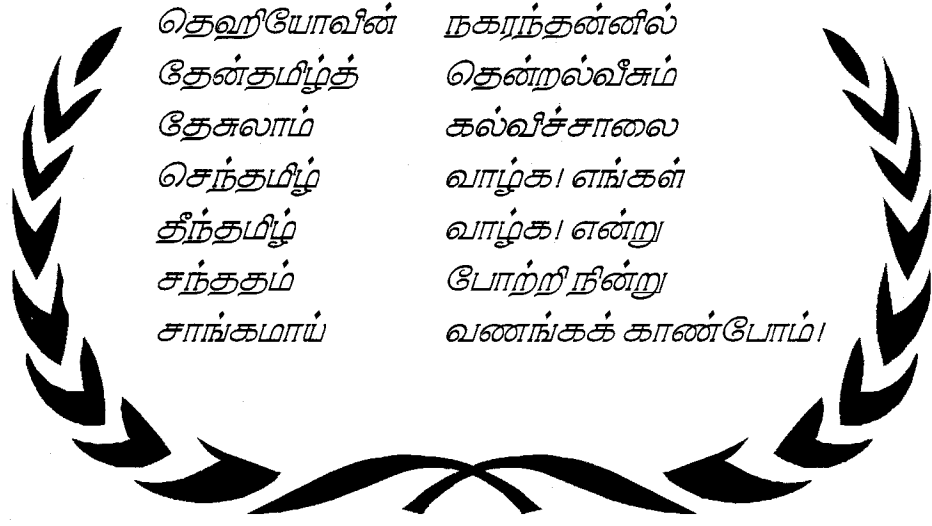 தெஹியோவின் நகரந்தன்னில்
தேன்தமிழ்த் தென்றல்வீசும்
தேசுலாம் கல்விச்சாலை
செந்தமிழ் வாழ்க! எங்கள்
தீந்தமிழ் வாழ்க! என்று
சந்ததம் போற்றி நின்று
சாங்கமாய் வணங்கக் காண்போம்!